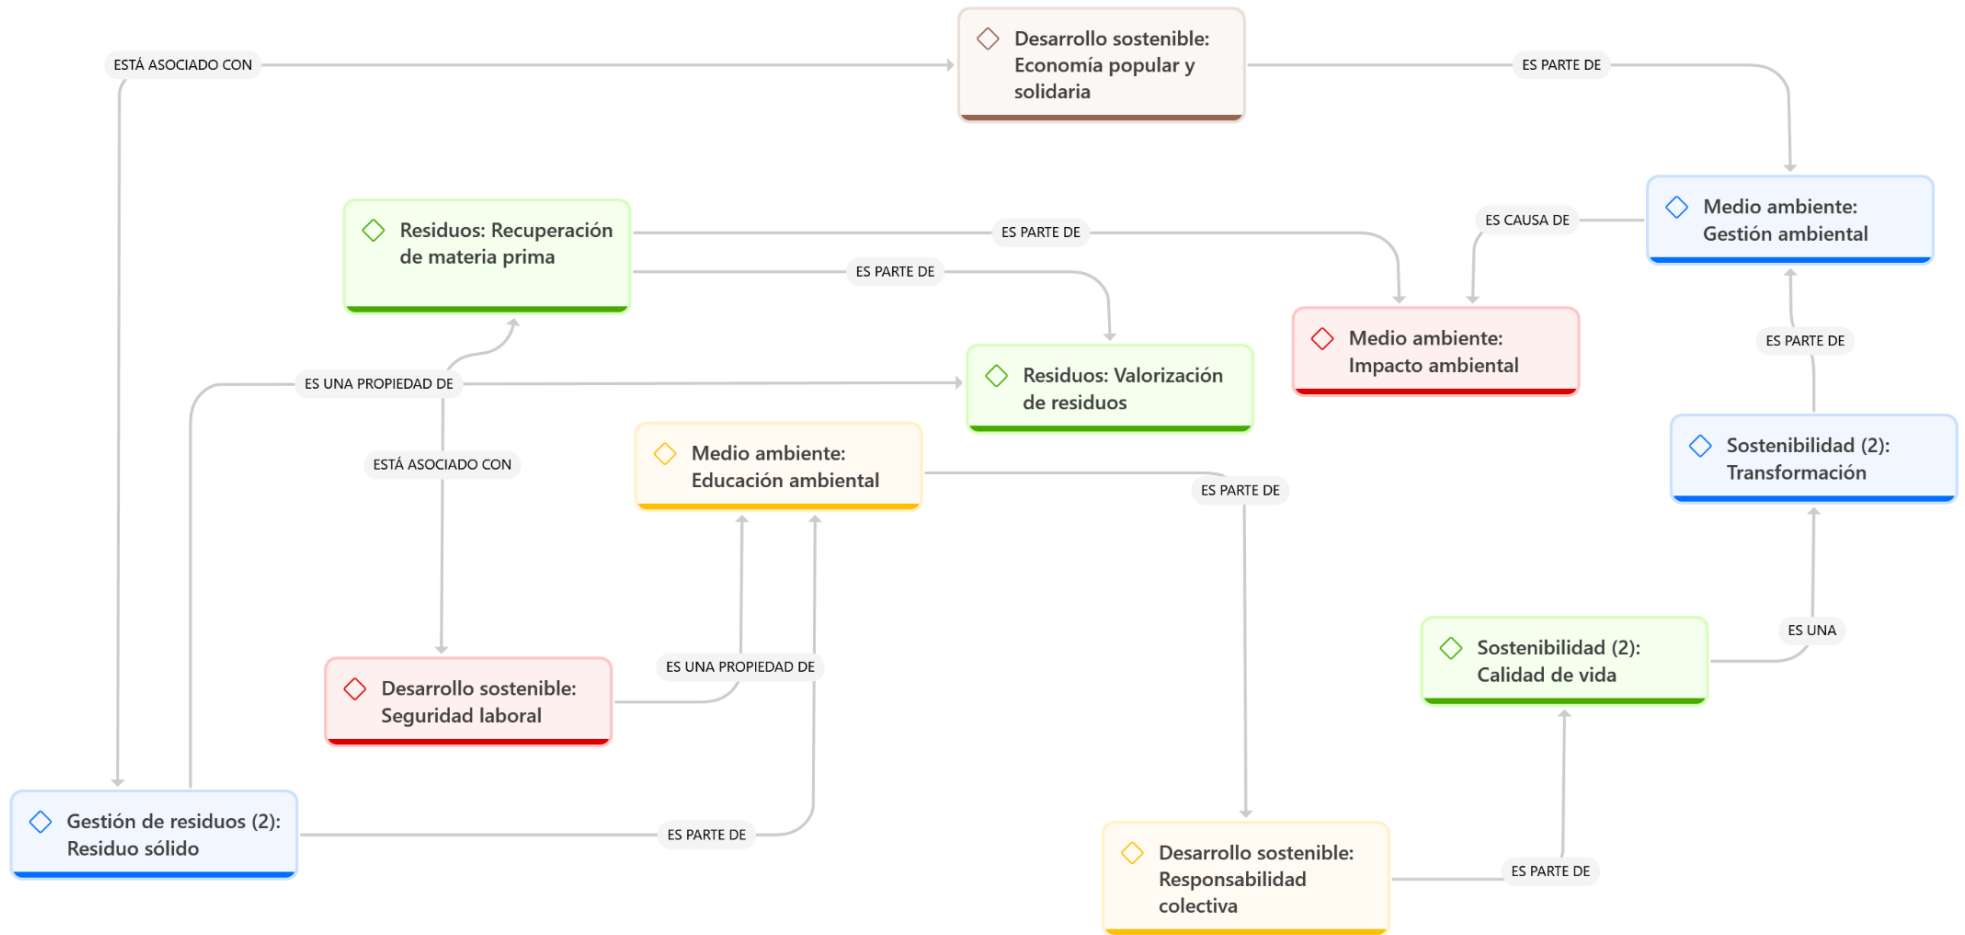 Desarrollo sostenible:
Economía popular y
solidaria
ESTÁ ASOCIADO CON
ES PARTE DE
Medio ambiente:
Gestión ambiental
ES CAUSA DE
Residuos: Recuperación
de materia prima
ES PARTE DE
ES PARTE DE
Medio ambiente:
Impacto ambiental
ES PARTE DE
Residuos: Valorización
de residuos
ES UNA PROPIEDAD DE
Medio ambiente:
Educación ambiental
ESTÁ ASOCIADO CON
ES PARTE DE
Sostenibilidad (2):
Transformación
ES UNA
Sostenibilidad (2):
Calidad de vida
ES UNA PROPIEDAD DE
Desarrollo sostenible:
Seguridad laboral
Gestión de residuos (2):
Residuo sólido
ES PARTE DE
Desarrollo sostenible:
Responsabilidad
colectiva
ES PARTE DE